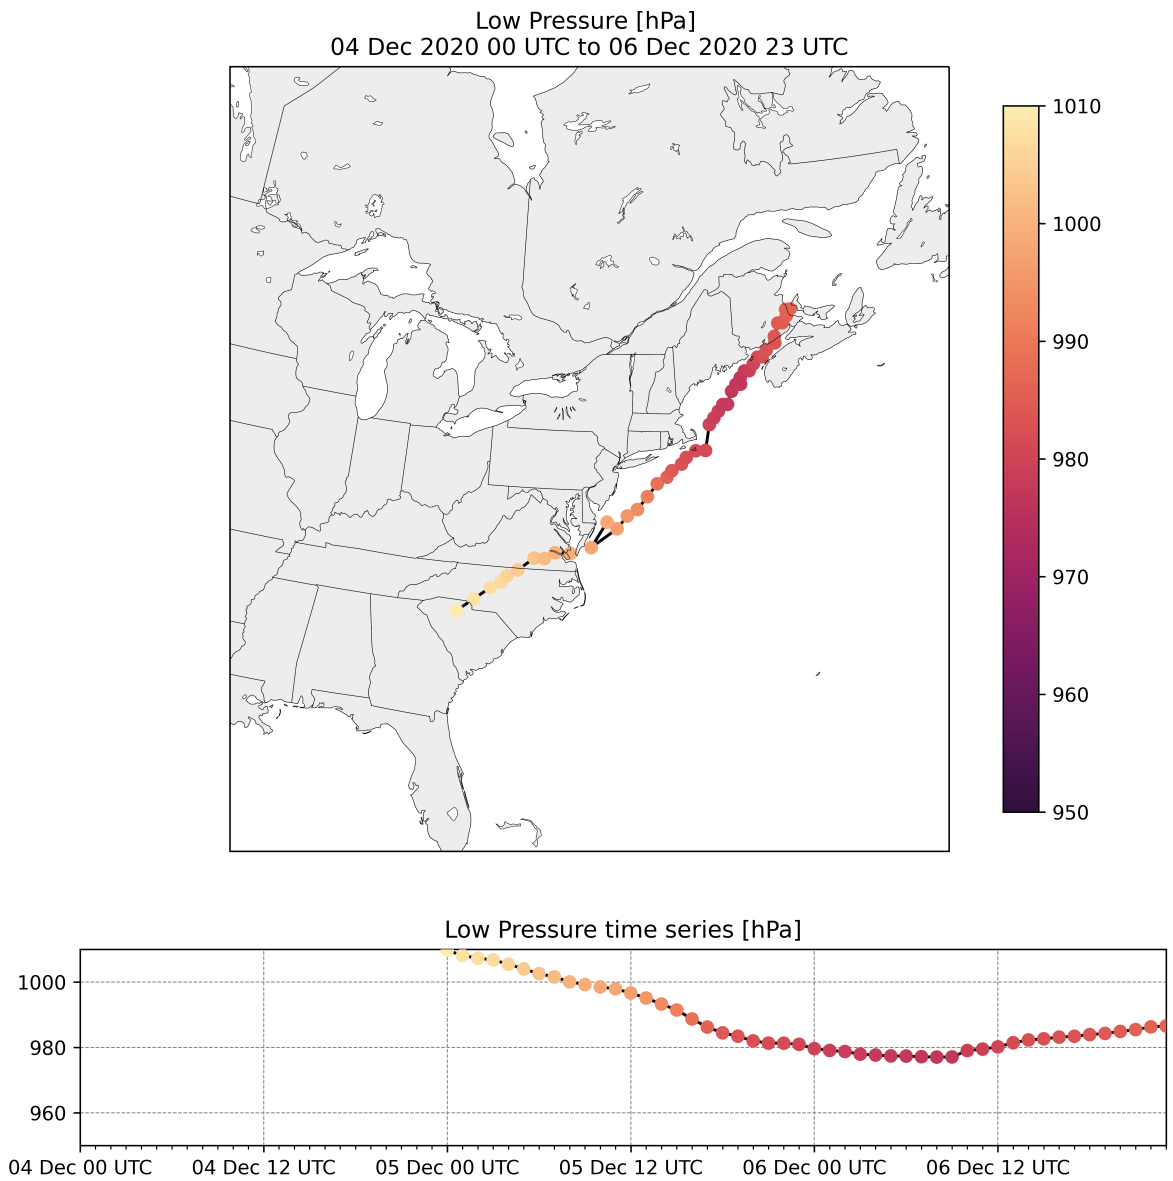 Low Pressure [hPa]
04 Dec 2020 00 UTC to 06 Dec 2020 23 UTC
1010
1000
990
980
970
960
950
Low Pressure time series [hPa]
1000
980
960
04 Dec 00 UTC
04 Dec 12 UTC
05 Dec 00 UTC
05 Dec 12 UTC
06 Dec 00 UTC
06 Dec 12 UTC